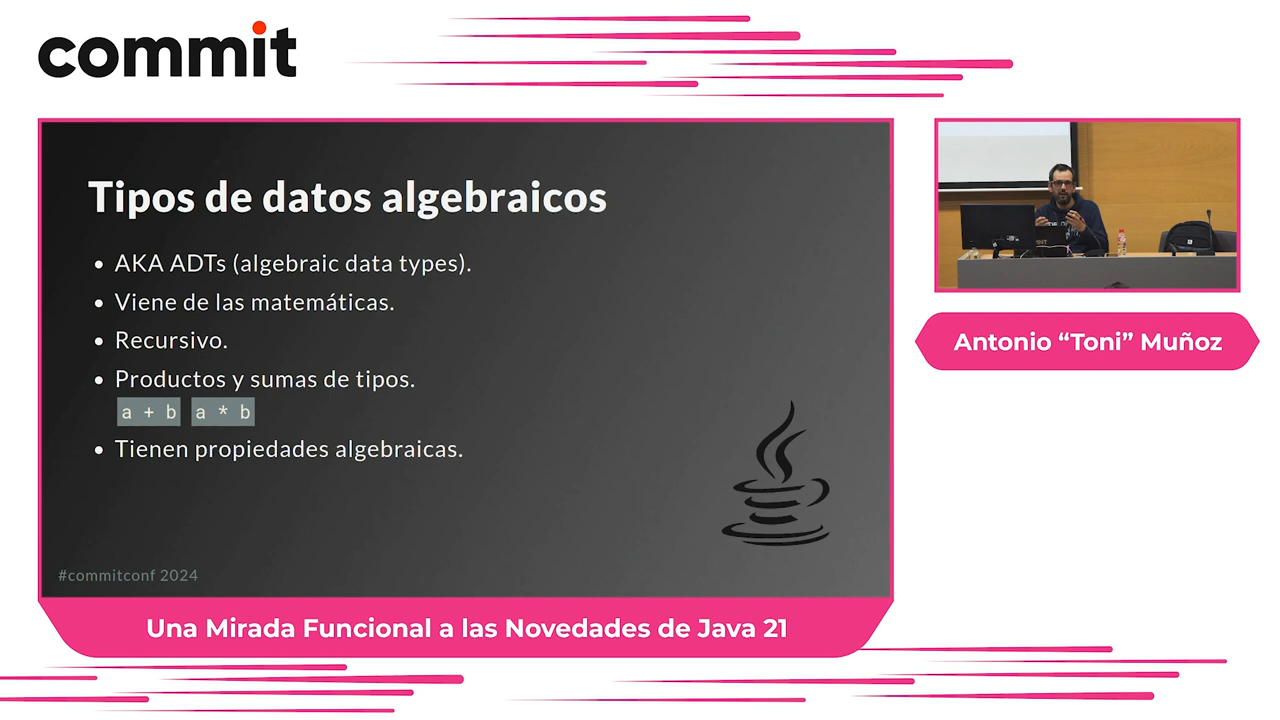 commit
Tipos de datos algebraicos
AKA ADTs (algebraic data types).
Viene de las matemáticas.
Recursivo.
Productos y sumas de tipos.
a + b a * b
Tienen propiedades algebraicas.
#commitconf 2024
Una Mirada Funcional a las Novedades de Java 21
Antonio “Toni” Muñoz